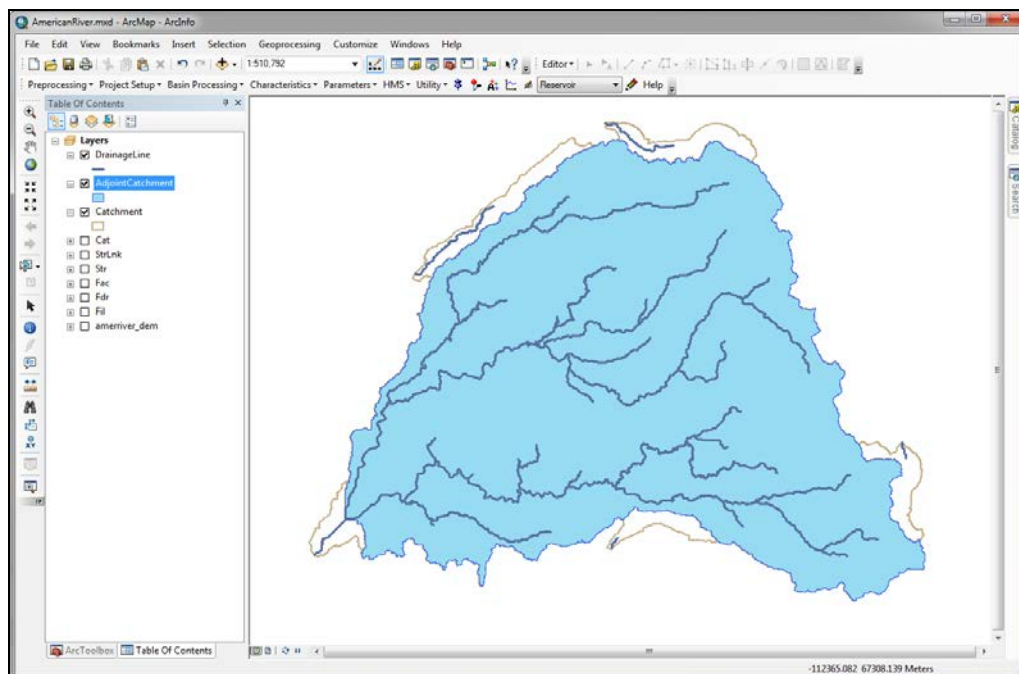 AmericanRiver.mxd - ArcMap - ArcInfo
File Edit View Bookmarks Insert Selection Geoprocessing Customize Windows Help
1:510,792 Editor
Preprocessing Project Setup Basin Processing Characteristics Parameters HMS Utility Reservoir Help
Table Of Contents
Layers
DrainageLine
AdjointCatchment
Catchment
Cat
StrLnk
Str
Fac
Fdr
Fil
amerriver_dem
Catalog
Search
ArcToolbox Table Of Contents
-112365.082 67308.139 Meters